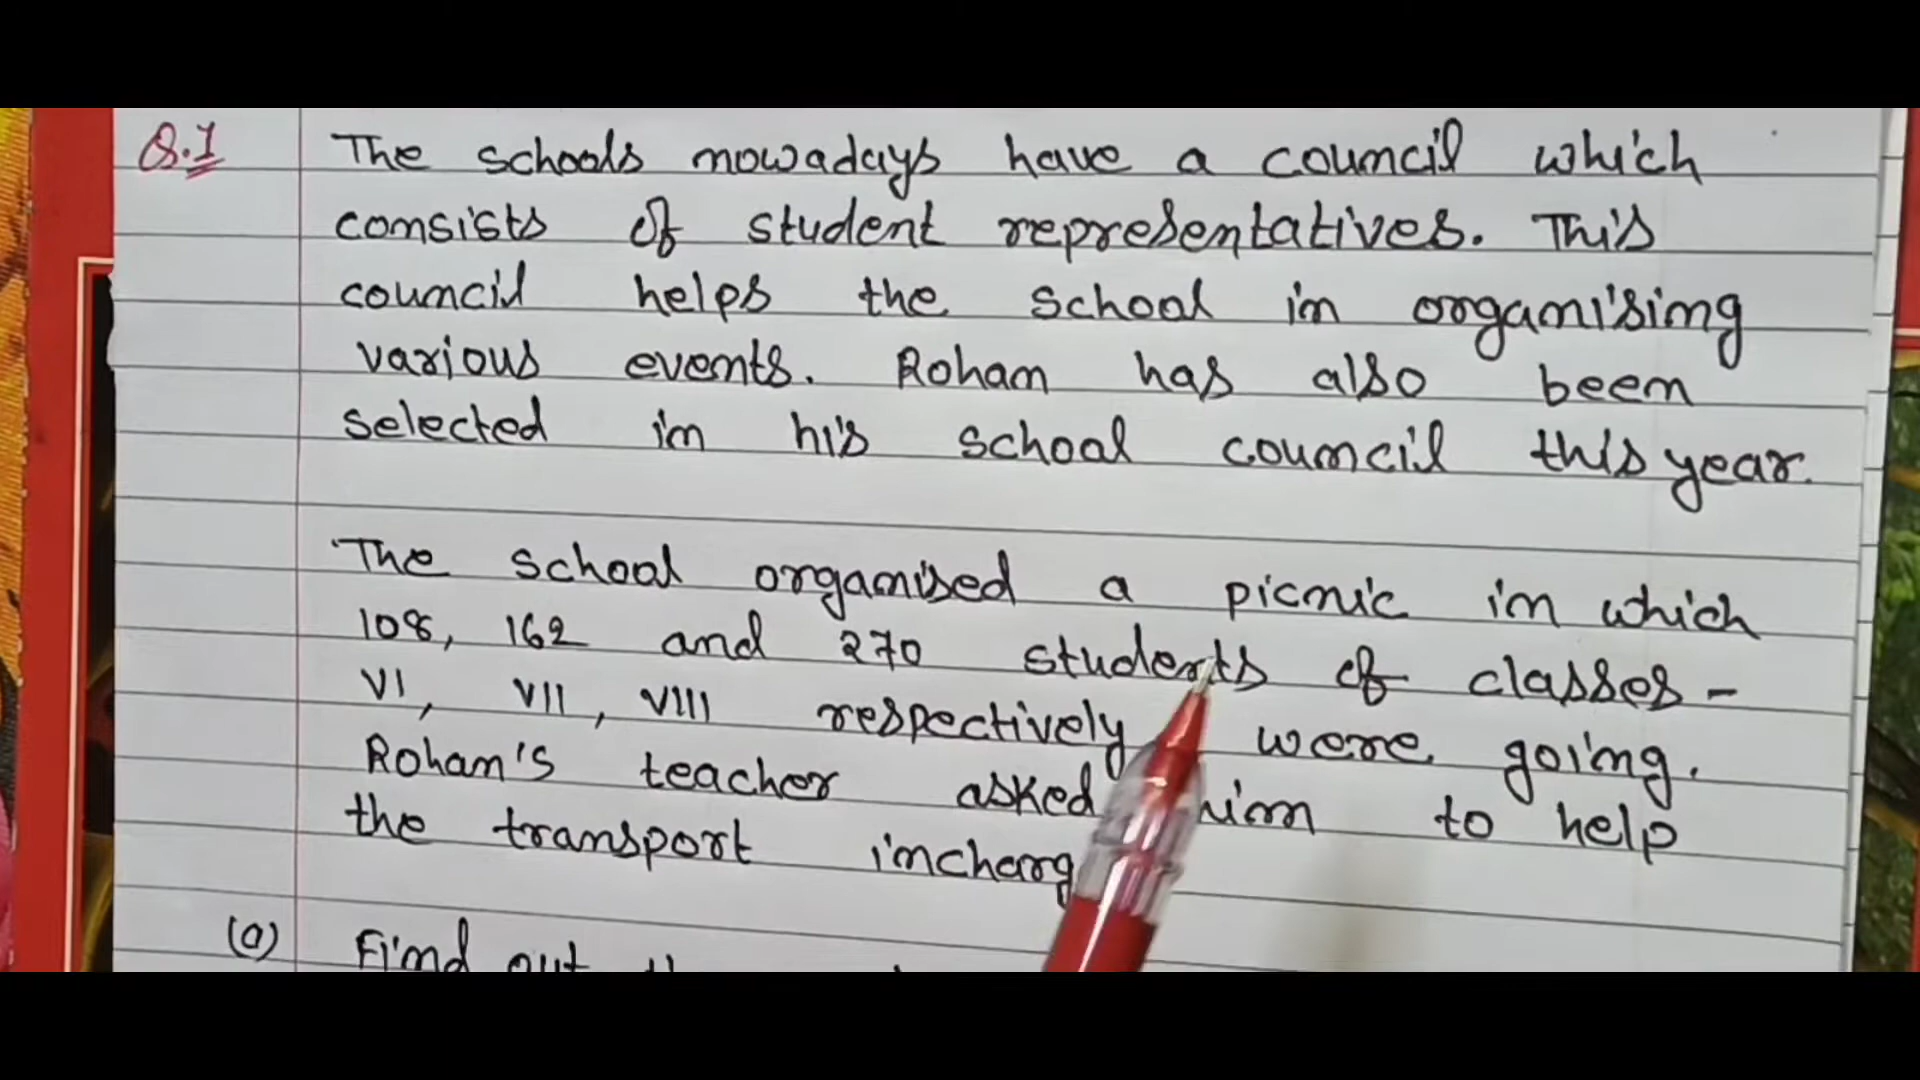 Q.1 The schools nowadays have a council which
consists of student representatives. This
council helps the school in organising
various events. Rohan has also been
selected in his school council this year.
The school organised a picnic in which
108, 162 and 270 students of classes -
VI, VII, VIII respectively were going.
Rohan's teacher asked him to help
the transport
(a) Find out